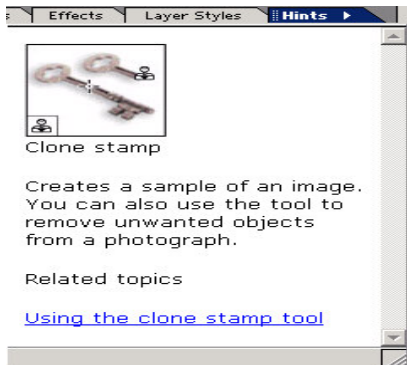 Effects Layer Styles Hints
Clone stamp
Creates a sample of an image.
You can also use the tool to
remove unwanted objects
from a photograph.
Related topics
Using the clone stamp tool